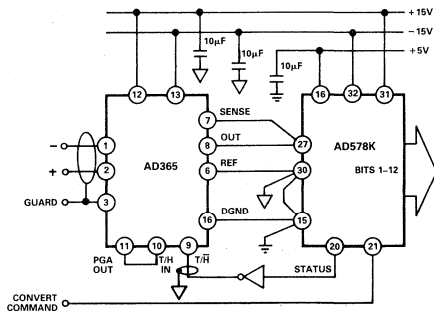 +15V
−15V
10μF
10μF
10μF
+5V
12
13
16
32
31
7
SENSE
27
8
OUT
AD365
AD578K
−
1
+
2
6
REF
30
BITS 1–12
GUARD
3
16
DGND
15
11
10
9
20
21
PGA
OUT
T/H
IN
T/H̅
STATUS
CONVERT
COMMAND